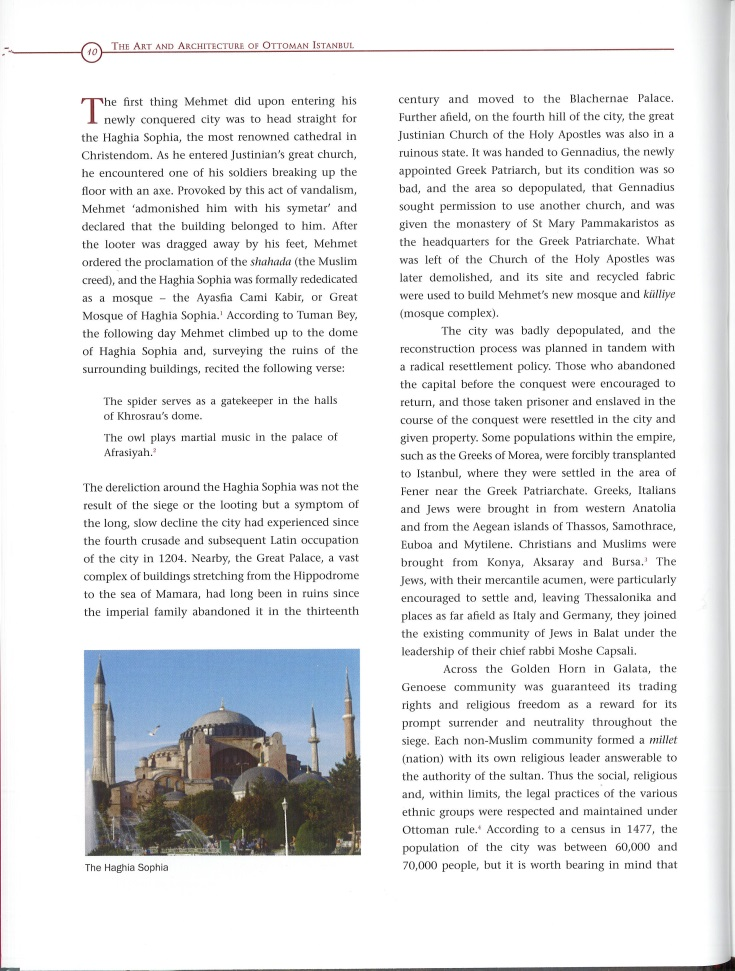 10
THE ART AND ARCHITECTURE OF OTTOMAN ISTANBUL
The first thing Mehmet did upon entering his
newly conquered city was to head straight for
the Haghia Sophia, the most renowned cathedral in
Christendom. As he entered Justinian's great church,
he encountered one of his soldiers breaking up the
floor with an axe. Provoked by this act of vandalism,
Mehmet 'admonished him with his symetar' and
declared that the building belonged to him. After
the looter was dragged away by his feet, Mehmet
ordered the proclamation of the shahada (the Muslim
creed), and the Haghia Sophia was formally rededicated
as a mosque – the Ayasfia Cami Kabir, or Great
Mosque of Haghia Sophia.¹ According to Tuman Bey,
the following day Mehmet climbed up to the dome
of Haghia Sophia and, surveying the ruins of the
surrounding buildings, recited the following verse:
The spider serves as a gatekeeper in the halls
of Khrosrau's dome.
The owl plays martial music in the palace of
Afrasiyah.²
The dereliction around the Haghia Sophia was not the
result of the siege or the looting but a symptom of
the long, slow decline the city had experienced since
the fourth crusade and subsequent Latin occupation
of the city in 1204. Nearby, the Great Palace, a vast
complex of buildings stretching from the Hippodrome
to the sea of Mamara, had long been in ruins since
the imperial family abandoned it in the thirteenth
The Haghia Sophia
century and moved to the Blachernae Palace.
Further afield, on the fourth hill of the city, the great
Justinian Church of the Holy Apostles was also in a
ruinous state. It was handed to Gennadius, the newly
appointed Greek Patriarch, but its condition was so
bad, and the area so depopulated, that Gennadius
sought permission to use another church, and was
given the monastery of St Mary Pammakaristos as
the headquarters for the Greek Patriarchate. What
was left of the Church of the Holy Apostles was
later demolished, and its site and recycled fabric
were used to build Mehmet's new mosque and külliye
(mosque complex).
The city was badly depopulated, and the
reconstruction process was planned in tandem with
a radical resettlement policy. Those who abandoned
the capital before the conquest were encouraged to
return, and those taken prisoner and enslaved in the
course of the conquest were resettled in the city and
given property. Some populations within the empire,
such as the Greeks of Morea, were forcibly transplanted
to Istanbul, where they were settled in the area of
Fener near the Greek Patriarchate. Greeks, Italians
and Jews were brought in from western Anatolia
and from the Aegean islands of Thassos, Samothrace,
Euboa and Mytilene. Christians and Muslims were
brought from Konya, Aksaray and Bursa.³ The
Jews, with their mercantile acumen, were particularly
encouraged to settle and, leaving Thessalonika and
places as far afield as Italy and Germany, they joined
the existing community of Jews in Balat under the
leadership of their chief rabbi Moshe Capsali.
Across the Golden Horn in Galata, the
Genoese community was guaranteed its trading
rights and religious freedom as a reward for its
prompt surrender and neutrality throughout the
siege. Each non-Muslim community formed a millet
(nation) with its own religious leader answerable to
the authority of the sultan. Thus the social, religious
and, within limits, the legal practices of the various
ethnic groups were respected and maintained under
Ottoman rule.⁴ According to a census in 1477, the
population of the city was between 60,000 and
70,000 people, but it is worth bearing in mind that